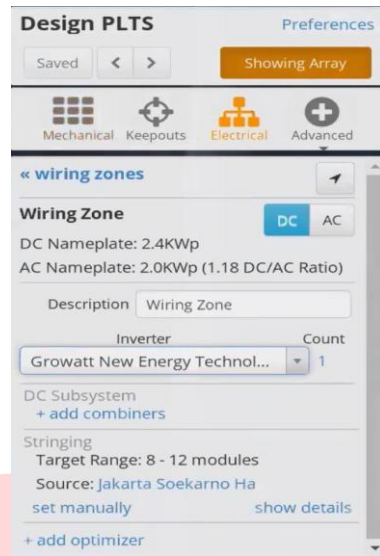 Design PLTS Preferences
Saved < > Showing Array
Mechanical Keepouts Electrical Advanced
« wiring zones
Wiring Zone DC AC
DC Nameplate: 2.4KWp
AC Nameplate: 2.0KWp (1.18 DC/AC Ratio)
Description Wiring Zone
Inverter Count
Growatt New Energy Technol... 1
DC Subsystem
+ add combiners
Stringing
Target Range: 8 - 12 modules
Source: Jakarta Soekarno Ha
set manually show details
+ add optimizer